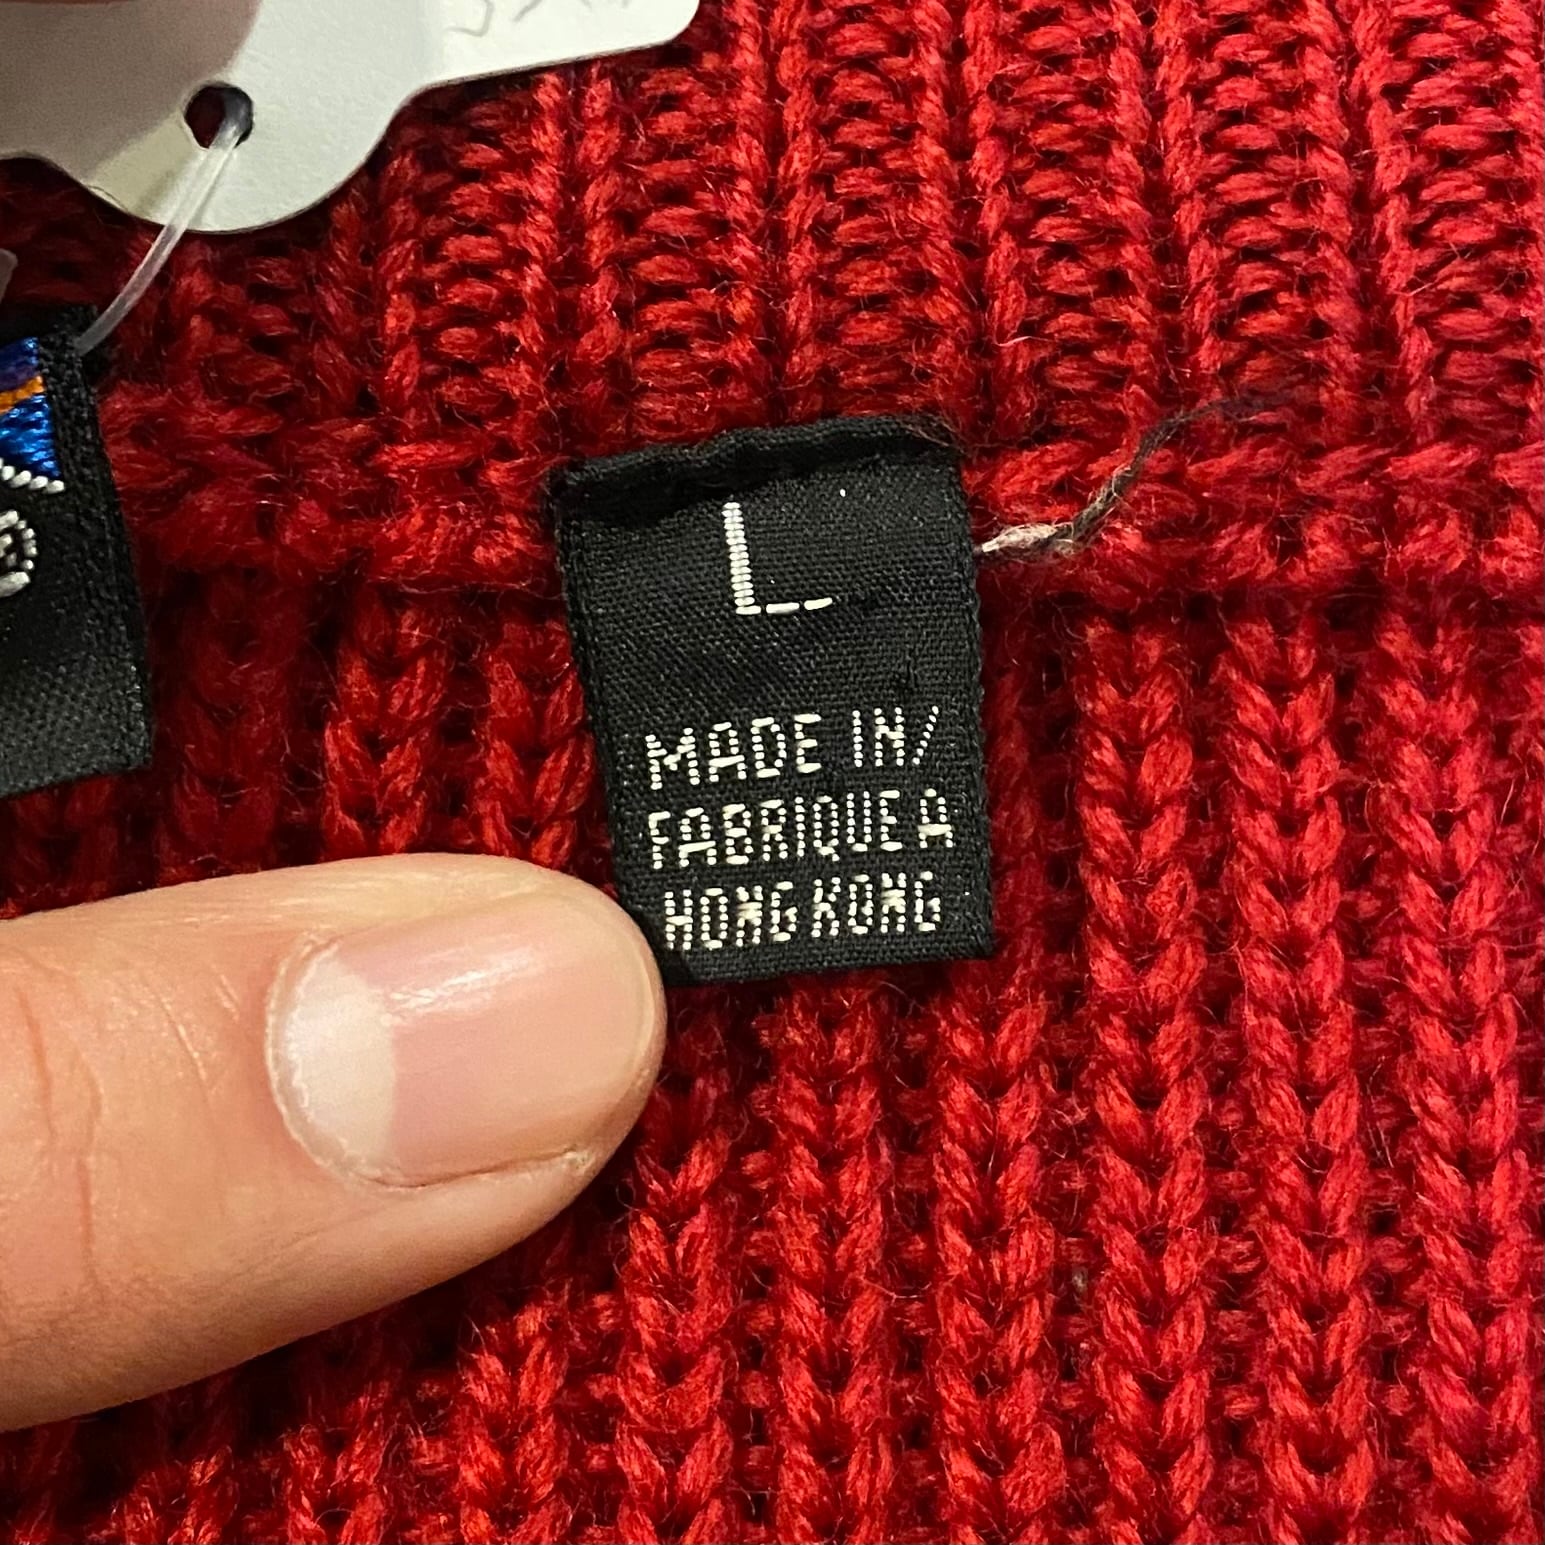 L
MADE IN/
FABRIQUE A
HONG KONG